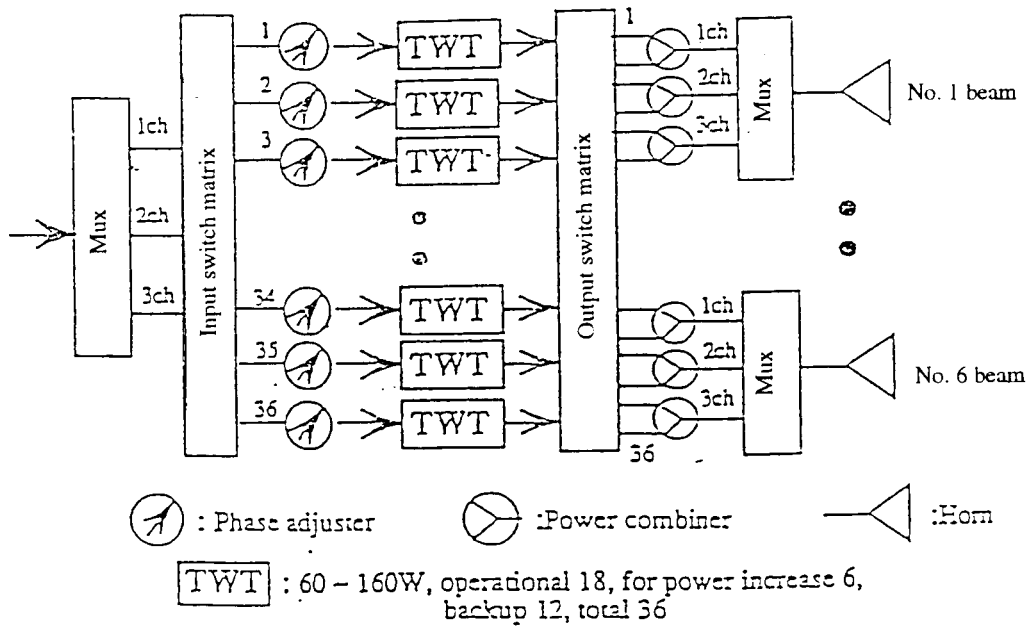 1
TWT
1
1ch
2
TWT
2ch
No. 1 beam
3
TWT
3ch
Mux
1ch
2ch
3ch
Mux
Input switch matrix
Output switch matrix
34
TWT
1ch
35
TWT
2ch
No. 6 beam
36
TWT
3ch
Mux
36
: Phase adjuster
:Power combiner
:Horn
TWT : 60 – 160W, operational 18, for power increase 6,
backup 12, total 36